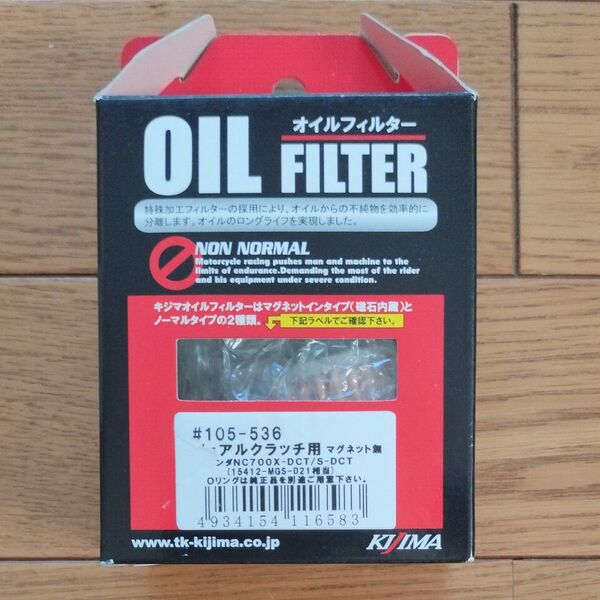 OIL
オイルフィルター
FILTER
特殊加工フィルターの採用により、オイルからの不純物を効率的に
分離します。オイルのロングライフを実現しました。
NON NORMAL
Motorcycle racing pushes man and machine to the
limits of endurance.Demanding the most of the rider
and his equipment under severe condition.
キジマオイルフィルターはマグネットインタイプ（磁石内蔵）と
ノーマルタイプの2種類。
下記ラベルでご確認下さい。
#105-536
アルクラッチ用 マグネット無
ンダNC700X-DCT/S-DCT
(15412-MGS-D21相当)
Oリングは純正品を別途ご用意下さい。
4934154 116583
www.tk-kijima.co.jp
KIJIMA